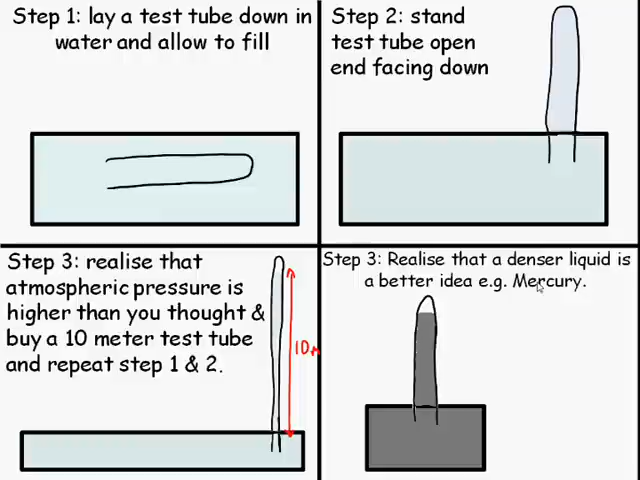 Step 1: lay a test tube down in
water and allow to fill
Step 2: stand
test tube open
end facing down
Step 3: realise that
atmospheric pressure is
higher than you thought &
buy a 10 meter test tube
and repeat step 1 & 2.
10m
Step 3: Realise that a denser liquid is
a better idea e.g. Mercury.